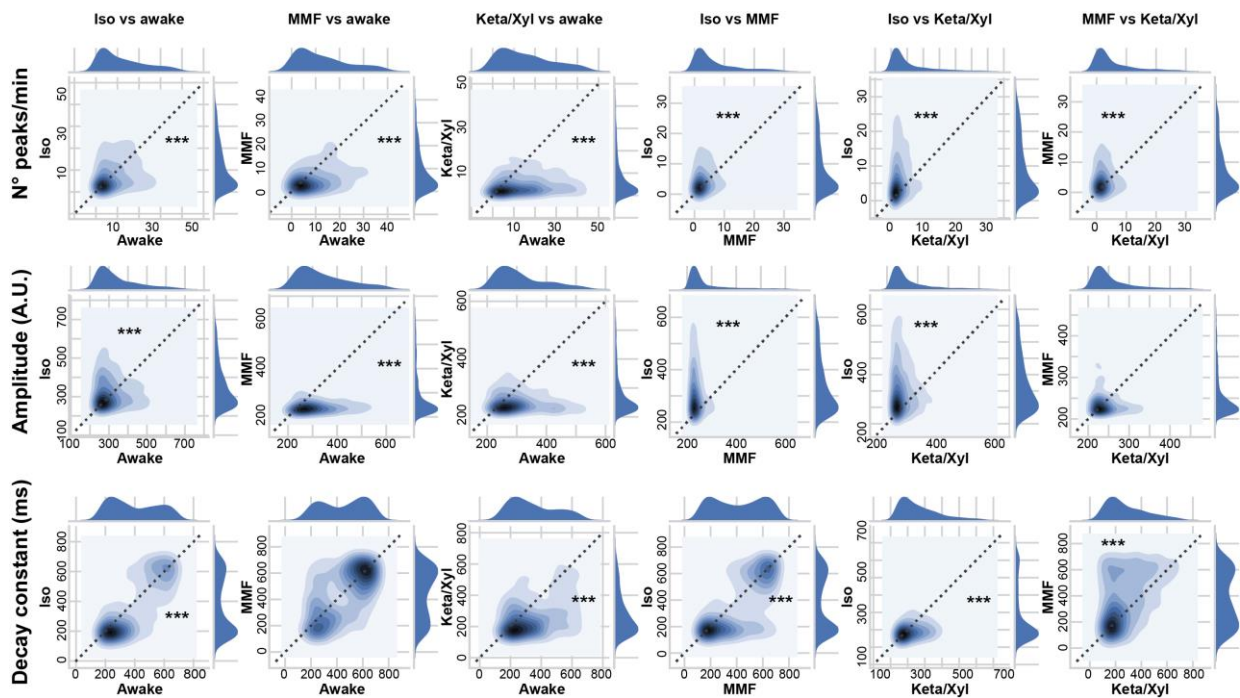 Iso vs awake
MMF vs awake
Keta/Xyl vs awake
Iso vs MMF
Iso vs Keta/Xyl
MMF vs Keta/Xyl
N° peaks/min
Iso
50
30
10
***
10 30 50
Awake
MMF
40
30
20
10
0
***
0 10 20 30 40
Awake
Keta/Xyl
50
30
10
***
10 30 50
Awake
Iso
30
20
10
0
***
0 10 20 30
MMF
Iso
30
20
10
0
***
0 10 20 30
Keta/Xyl
MMF
30
20
10
0
***
0 10 20 30
Keta/Xyl
Amplitude (A.U.)
Iso
700
500
300
100
***
100 300 500 700
Awake
MMF
600
400
200
***
200 400 600
Awake
Keta/Xyl
600
400
200
***
200 400 600
Awake
Iso
600
400
200
***
200 400 600
MMF
Iso
600
400
200
***
200 400 600
Keta/Xyl
MMF
400
300
200
200 300 400
Keta/Xyl
Decay constant (ms)
Iso
800
600
400
200
0
***
0 200 400 600 800
Awake
MMF
800
600
400
200
0
0 200 400 600 800
Awake
Keta/Xyl
800
600
400
200
0
***
0 200 400 600 800
Awake
Iso
800
600
400
200
0
***
0 200 400 600 800
MMF
Iso
700
500
300
100
***
100 300 500 700
Keta/Xyl
MMF
800
600
400
200
0
***
0 200 400 600 800
Keta/Xyl